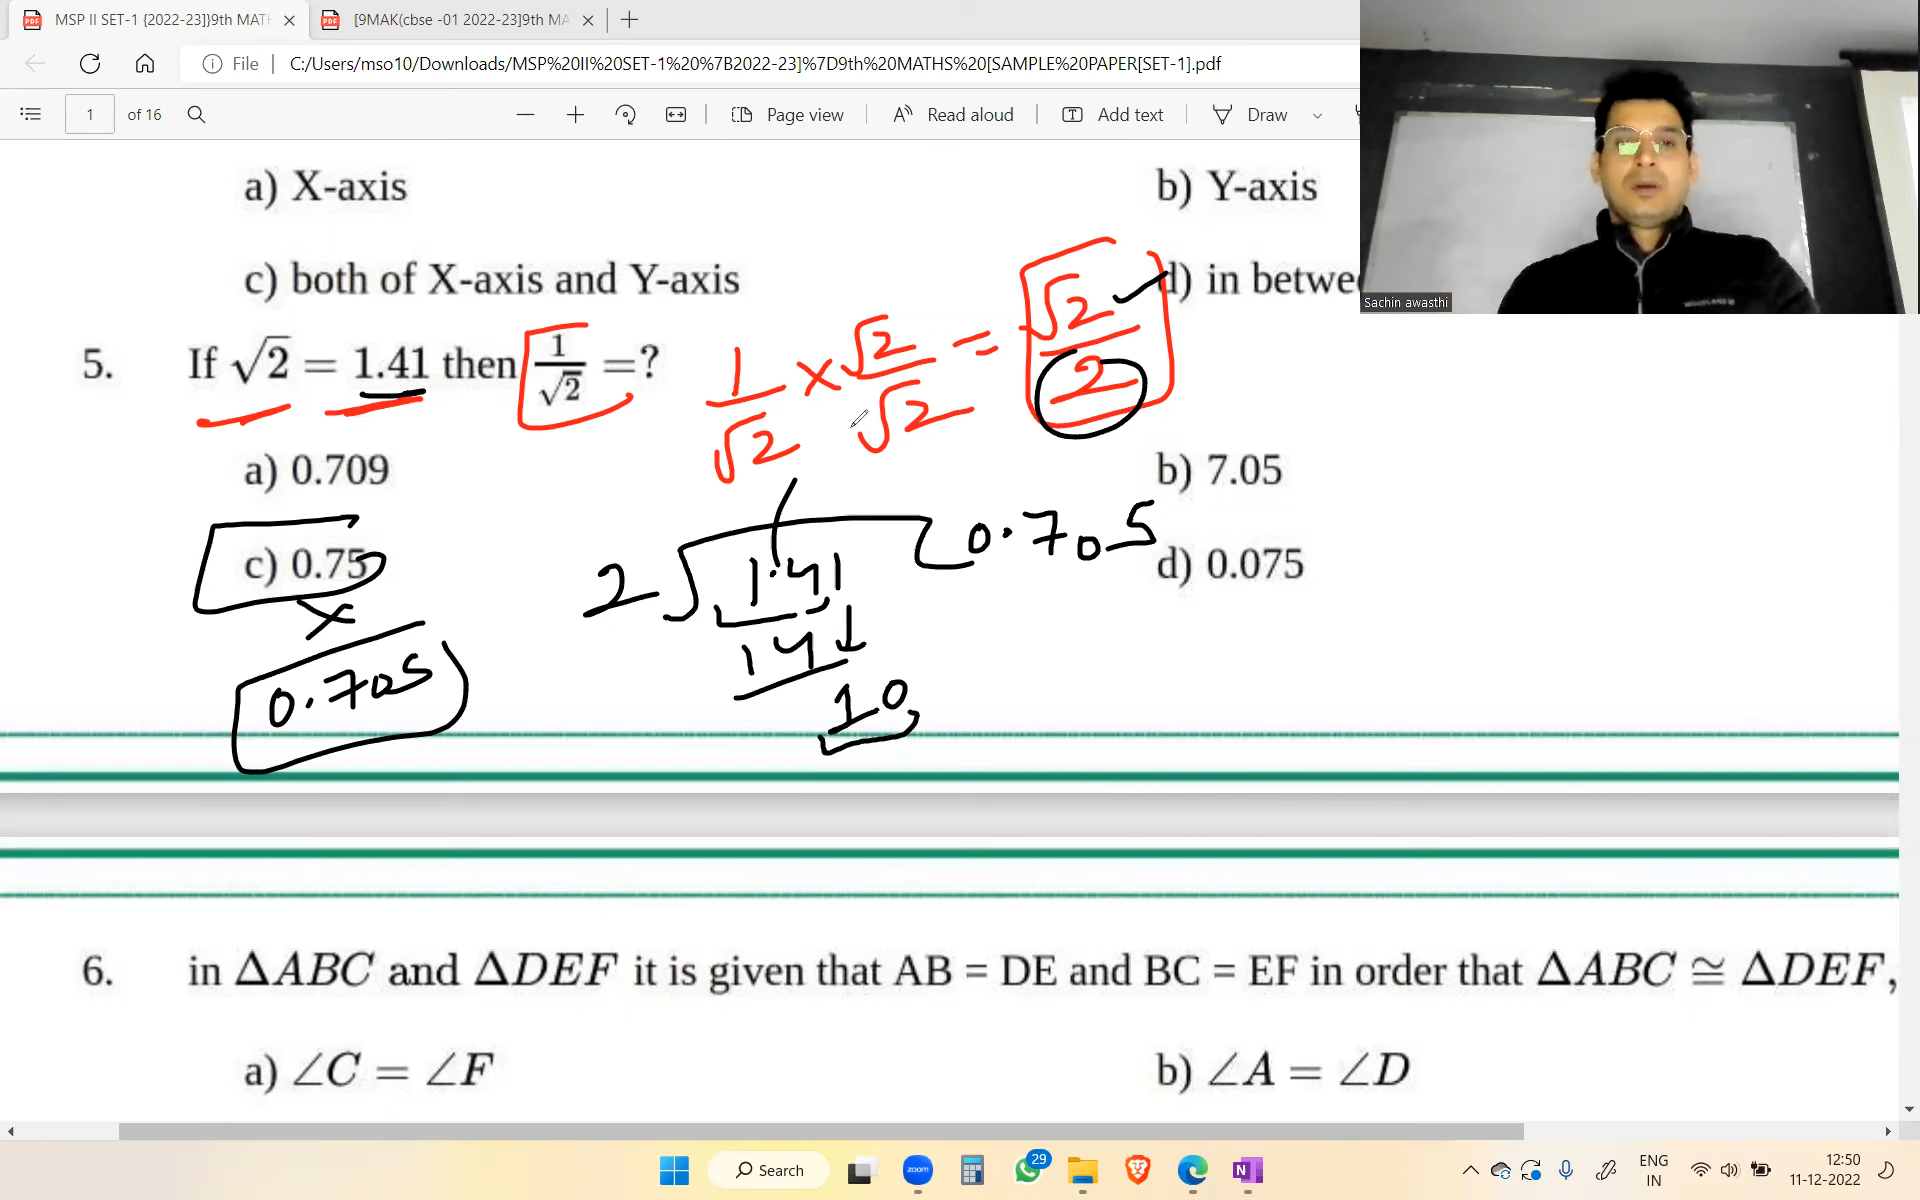 MSP II SET-1 {2022-23]}9th MATH
[9MAK(cbse -01 2022-23]9th MA
File
C:/Users/mso10/Downloads/MSP%20II%20SET-1%20%7B2022-23]%7D9th%20MATHS%20[SAMPLE%20PAPER[SET-1].pdf
1 of 16
Page view
Read aloud
Add text
Draw
a) X-axis
b) Y-axis
c) both of X-axis and Y-axis
d) in betwe
Sachin awasthi
5. If √2 = 1.41 then 1/√2 =?
1/√2 × √2/√2 = √2/2
a) 0.709
b) 7.05
c) 0.75
d) 0.075
2 √ 1.41 0.705
14
10
0.705
6. in ΔABC and ΔDEF it is given that AB = DE and BC = EF in order that ΔABC ≅ ΔDEF,
a) ∠C = ∠F
b) ∠A = ∠D
Search
zoom
29
N
ENG
IN
12:50
11-12-2022